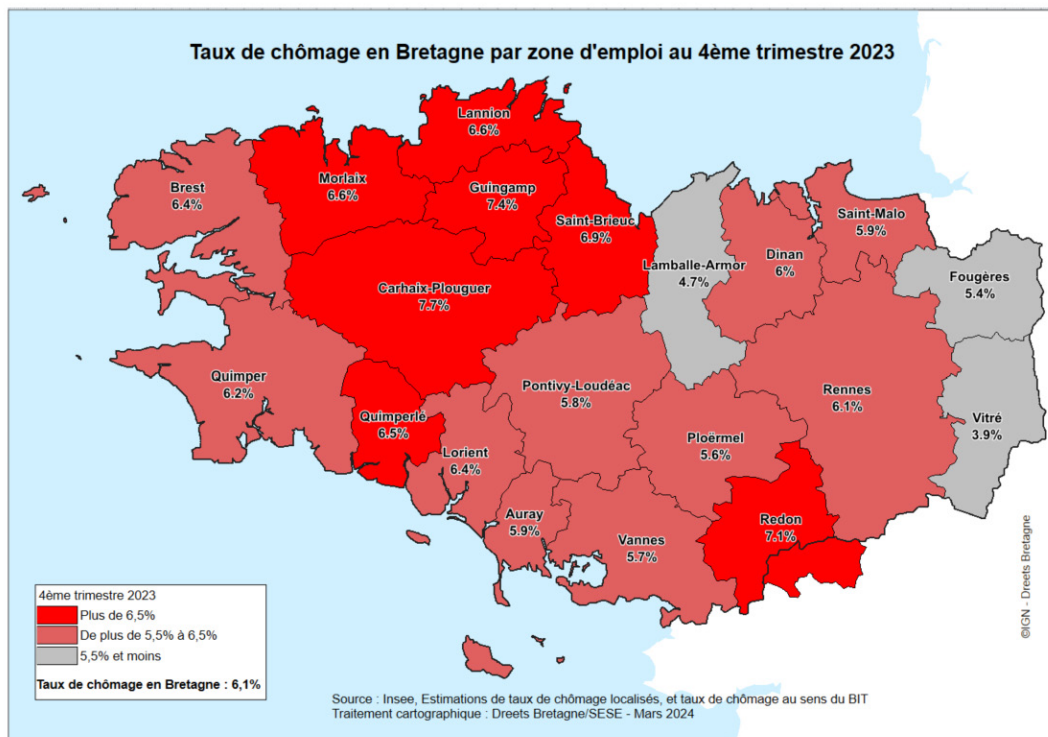 Taux de chômage en Bretagne par zone d'emploi au 4ème trimestre 2023
Lannion
6.6%
Morlaix
6.6%
Guingamp
7.4%
Brest
6.4%
Saint-Brieuc
6.9%
Saint-Malo
5.9%
Dinan
6%
Lamballe-Armor
4.7%
Fougères
5.4%
Carhaix-Plouguer
7.7%
Quimper
6.2%
Pontivy-Loudéac
5.8%
Rennes
6.1%
Quimperlé
6.5%
Vitré
3.9%
Ploërmel
5.6%
Lorient
6.4%
Auray
5.9%
Redon
7.1%
Vannes
5.7%
4ème trimestre 2023
Plus de 6,5%
De plus de 5,5% à 6,5%
5,5% et moins
Taux de chômage en Bretagne : 6,1%
Source : Insee, Estimations de taux de chômage localisés, et taux de chômage au sens du BIT
Traitement cartographique : Dreets Bretagne/SESE - Mars 2024
©IGN - Dreets Bretagne